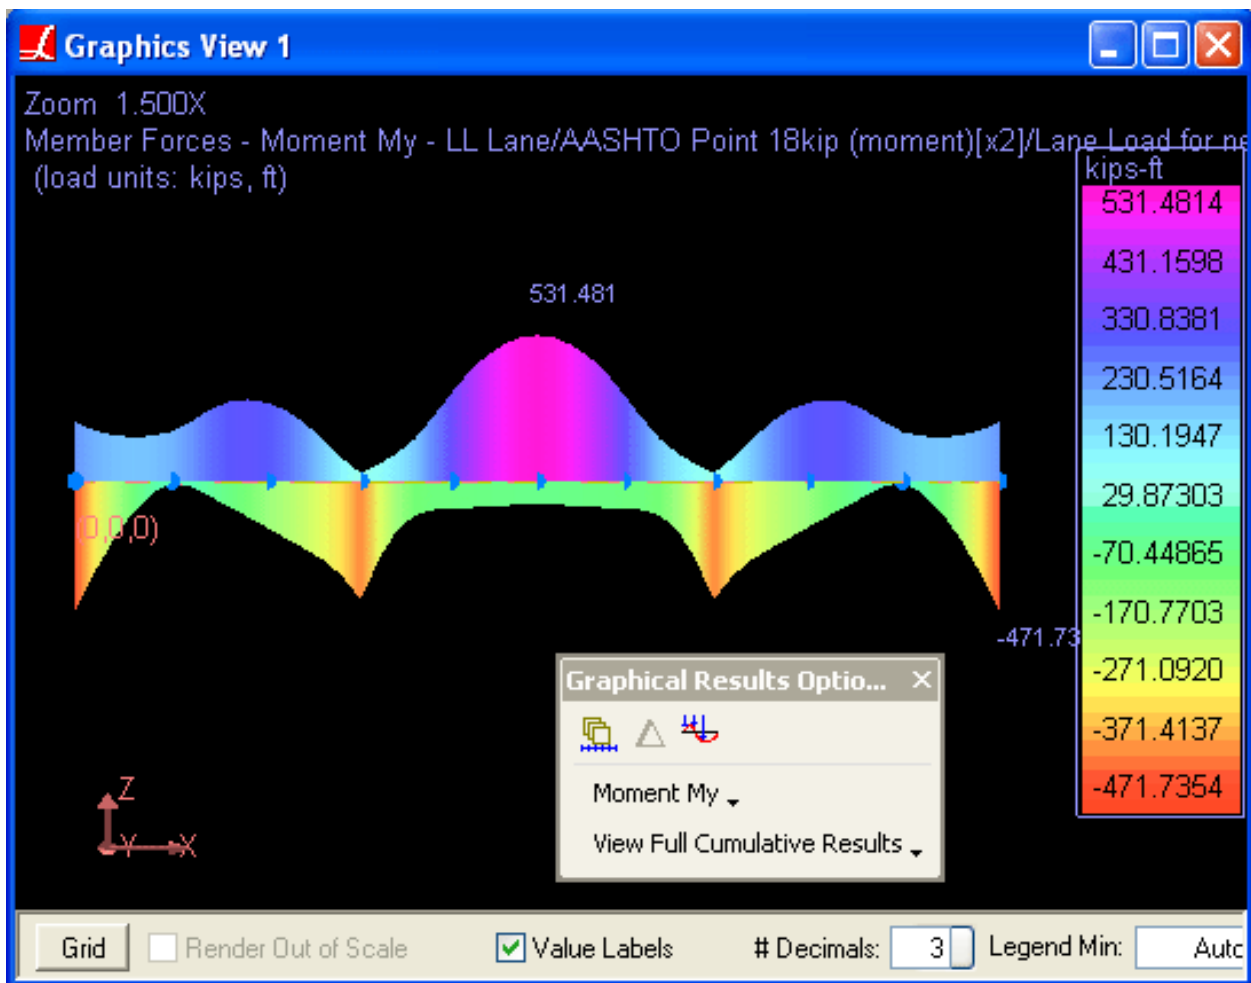 Graphics View 1
Zoom 1.500X
Member Forces - Moment My - LL Lane/AASHTO Point 18kip (moment)[x2]/Lane Load for ne
(load units: kips, ft)
kips-ft
531.4814
431.1598
330.8381
230.5164
130.1947
29.87303
-70.44865
-170.7703
-271.0920
-371.4137
-471.7354
531.481
(0,0,0)
-471.73
Graphical Results Optio...
Moment My
View Full Cumulative Results
Z
Y X
Grid Render Out of Scale Value Labels # Decimals: 3 Legend Min: Auto